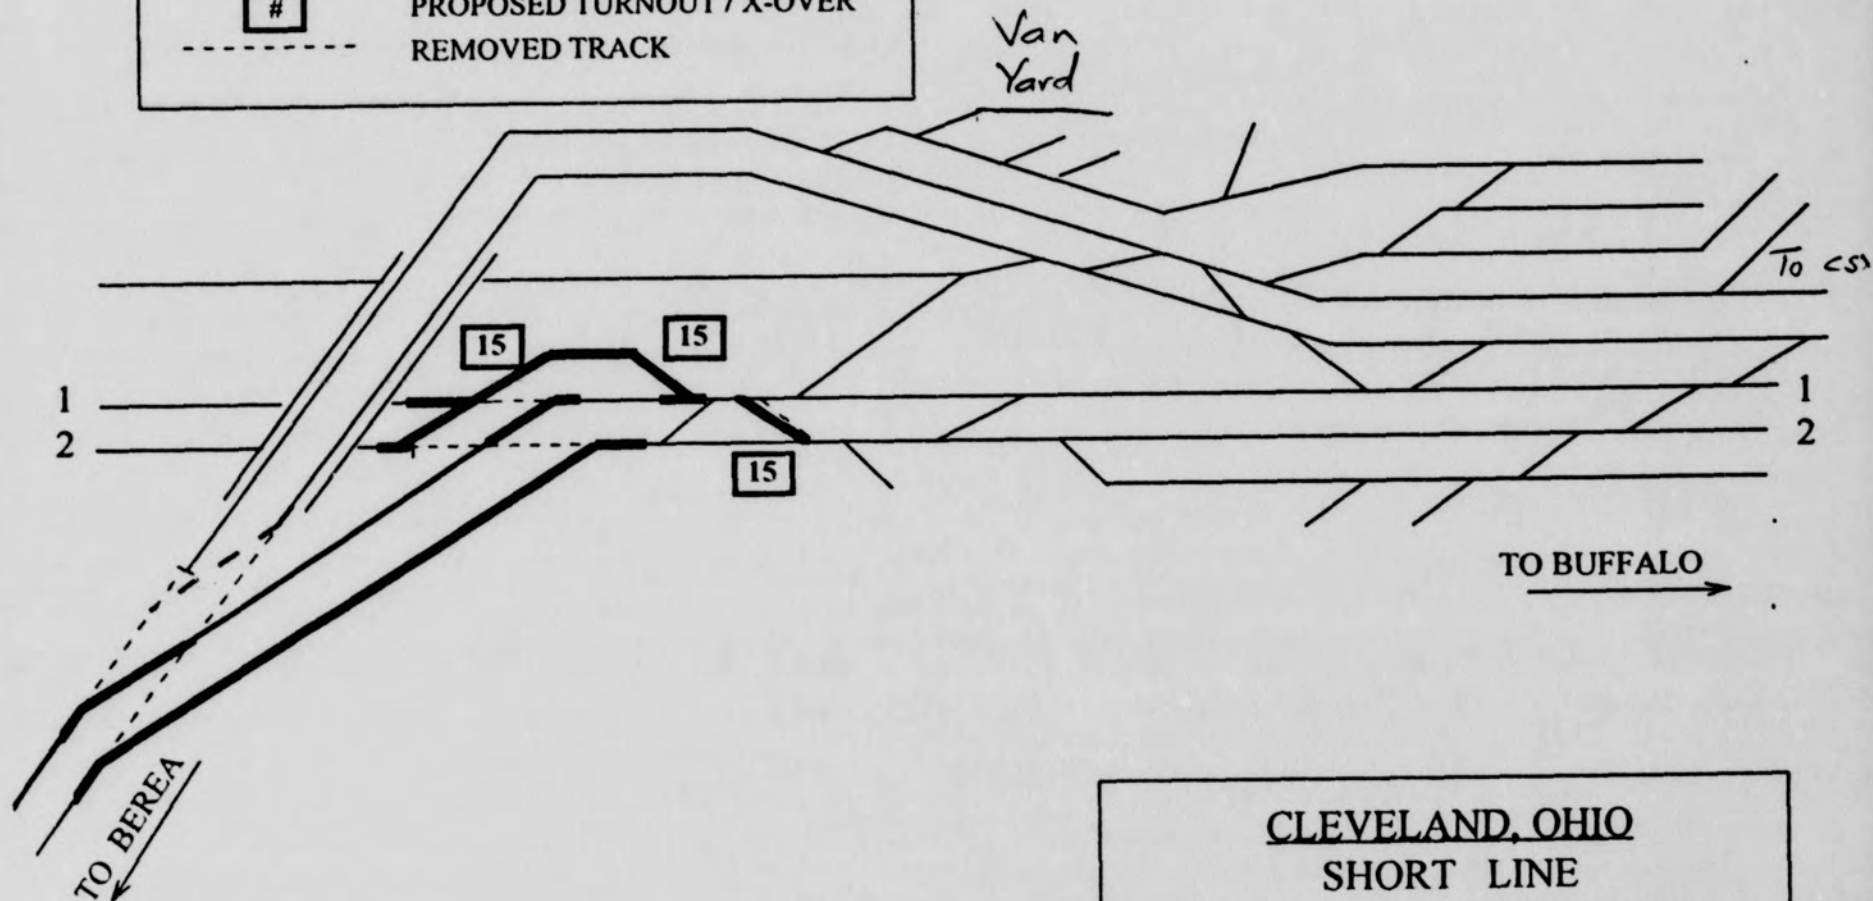 # PROPOSED TURNOUT / X-OVER
REMOVED TRACK
Van
Yard
To CSX
15
15
1
1
2
2
15
TO BUFFALO
TO BEREA
CLEVELAND, OHIO
SHORT LINE